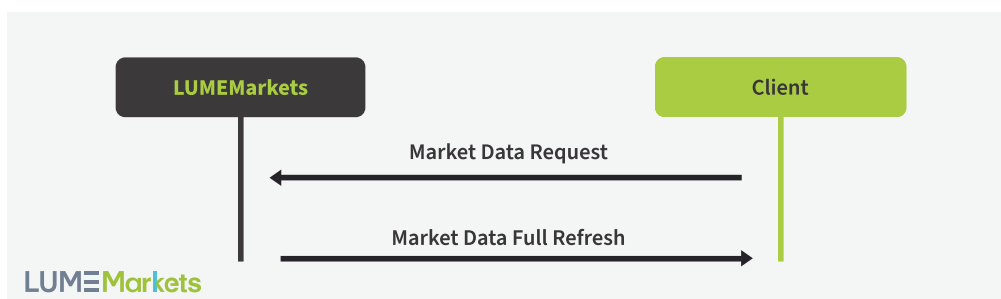 LUMEMarkets
Client
Market Data Request
Market Data Full Refresh
LUMEMarkets